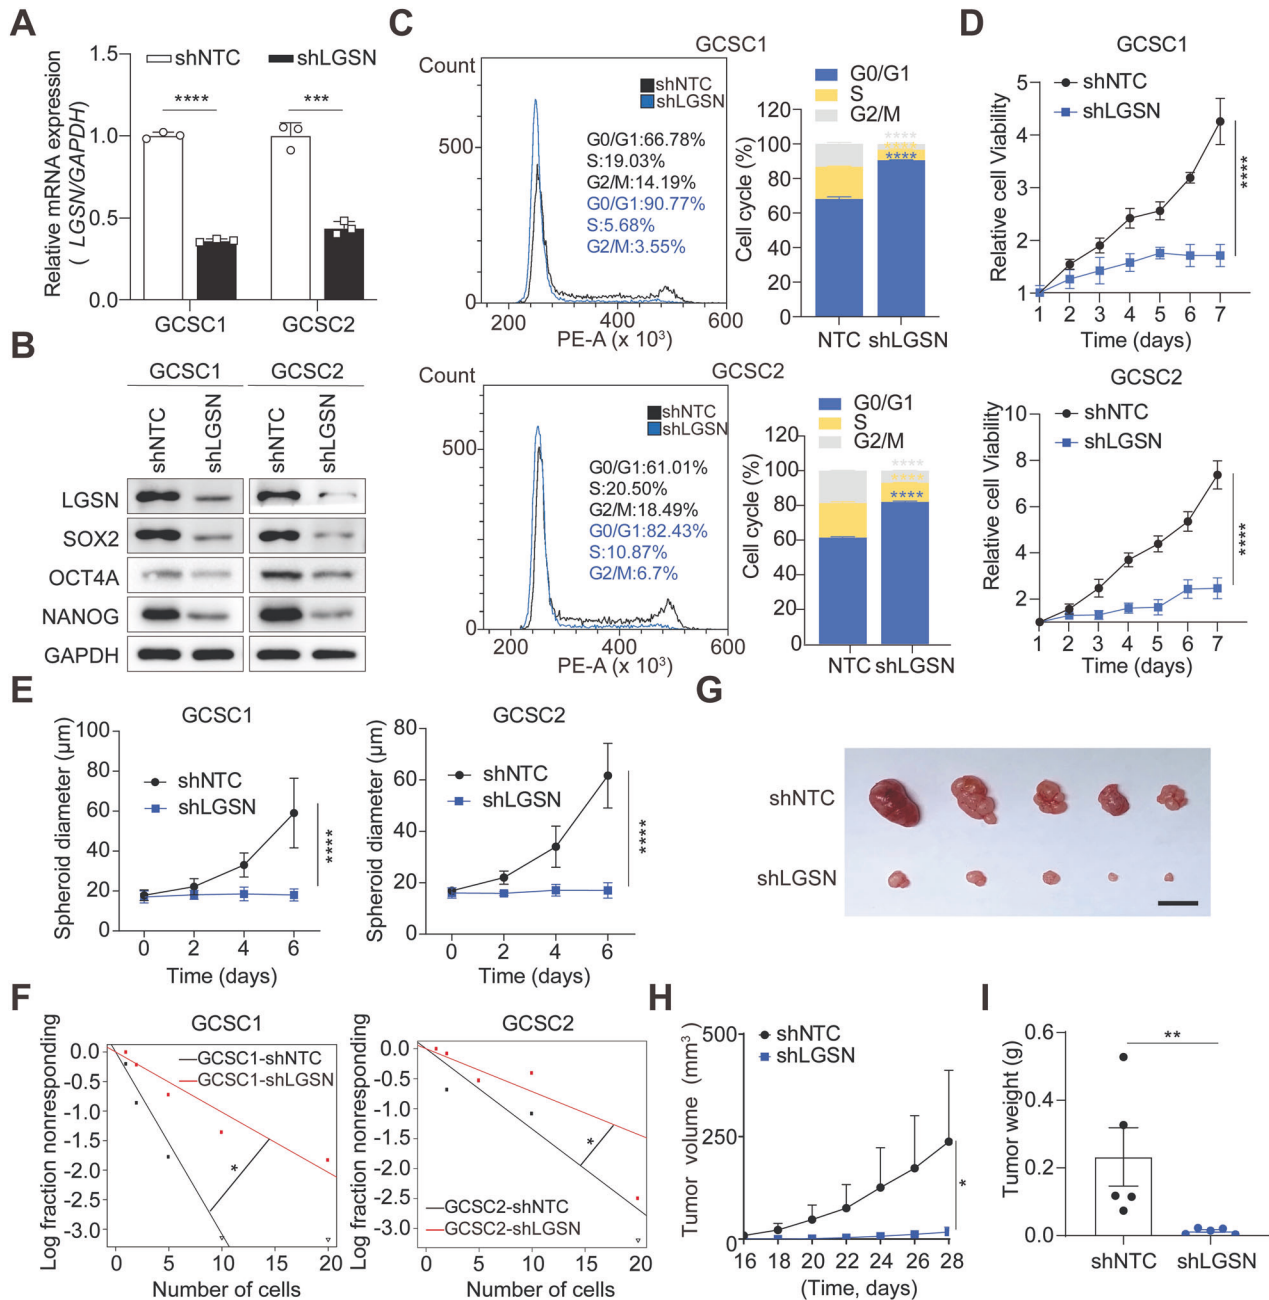 A
1.5
shNTC
shLGSN
****
***
1.0
0.5
0.0
Relative mRNA expression
( LGSN/GAPDH)
GCSC1
GCSC2
B
GCSC1
GCSC2
shNTC
shLGSN
shNTC
shLGSN
LGSN
SOX2
OCT4A
NANOG
GAPDH
C
GCSC1
Count
shNTC
shLGSN
500
0
G0/G1:66.78%
S:19.03%
G2/M:14.19%
G0/G1:90.77%
S:5.68%
G2/M:3.55%
200
400
600
PE-A (x 10³)
G0/G1
S
G2/M
Cell cycle (%)
120
100
80
60
40
20
0
****
****
****
NTC
shLGSN
GCSC2
Count
shNTC
shLGSN
500
0
G0/G1:61.01%
S:20.50%
G2/M:18.49%
G0/G1:82.43%
S:10.87%
G2/M:6.7%
200
400
600
PE-A (x 10³)
G0/G1
S
G2/M
Cell cycle (%)
120
100
80
60
40
20
0
****
****
****
NTC
shLGSN
D
GCSC1
shNTC
shLGSN
Relative cell Viability
5
4
3
2
1
****
1 2 3 4 5 6 7
Time (days)
GCSC2
shNTC
shLGSN
Relative cell Viability
10
8
6
4
2
****
1 2 3 4 5 6 7
Time (days)
E
GCSC1
shNTC
shLGSN
Spheroid diameter (µm)
100
80
60
40
20
0
****
0 2 4 6
Time (days)
GCSC2
shNTC
shLGSN
Spheroid diameter (µm)
80
60
40
20
0
****
0 2 4 6
Time (days)
F
GCSC1
GCSC1-shNTC
GCSC1-shLGSN
Log fraction nonresponding
0.0
-0.5
-1.0
-1.5
-2.0
-2.5
-3.0
*
0 5 10 15 20
Number of cells
GCSC2
GCSC2-shNTC
GCSC2-shLGSN
Log fraction nonresponding
0.0
-0.5
-1.0
-1.5
-2.0
-2.5
-3.0
*
0 5 10 15 20
Number of cells
G
shNTC
shLGSN
H
shNTC
shLGSN
Tumor volume (mm³)
500
250
0
*
16 18 20 22 24 26 28
(Time, days)
I
Tumor weight (g)
0.6
0.4
0.2
0.0
**
shNTC
shLGSN